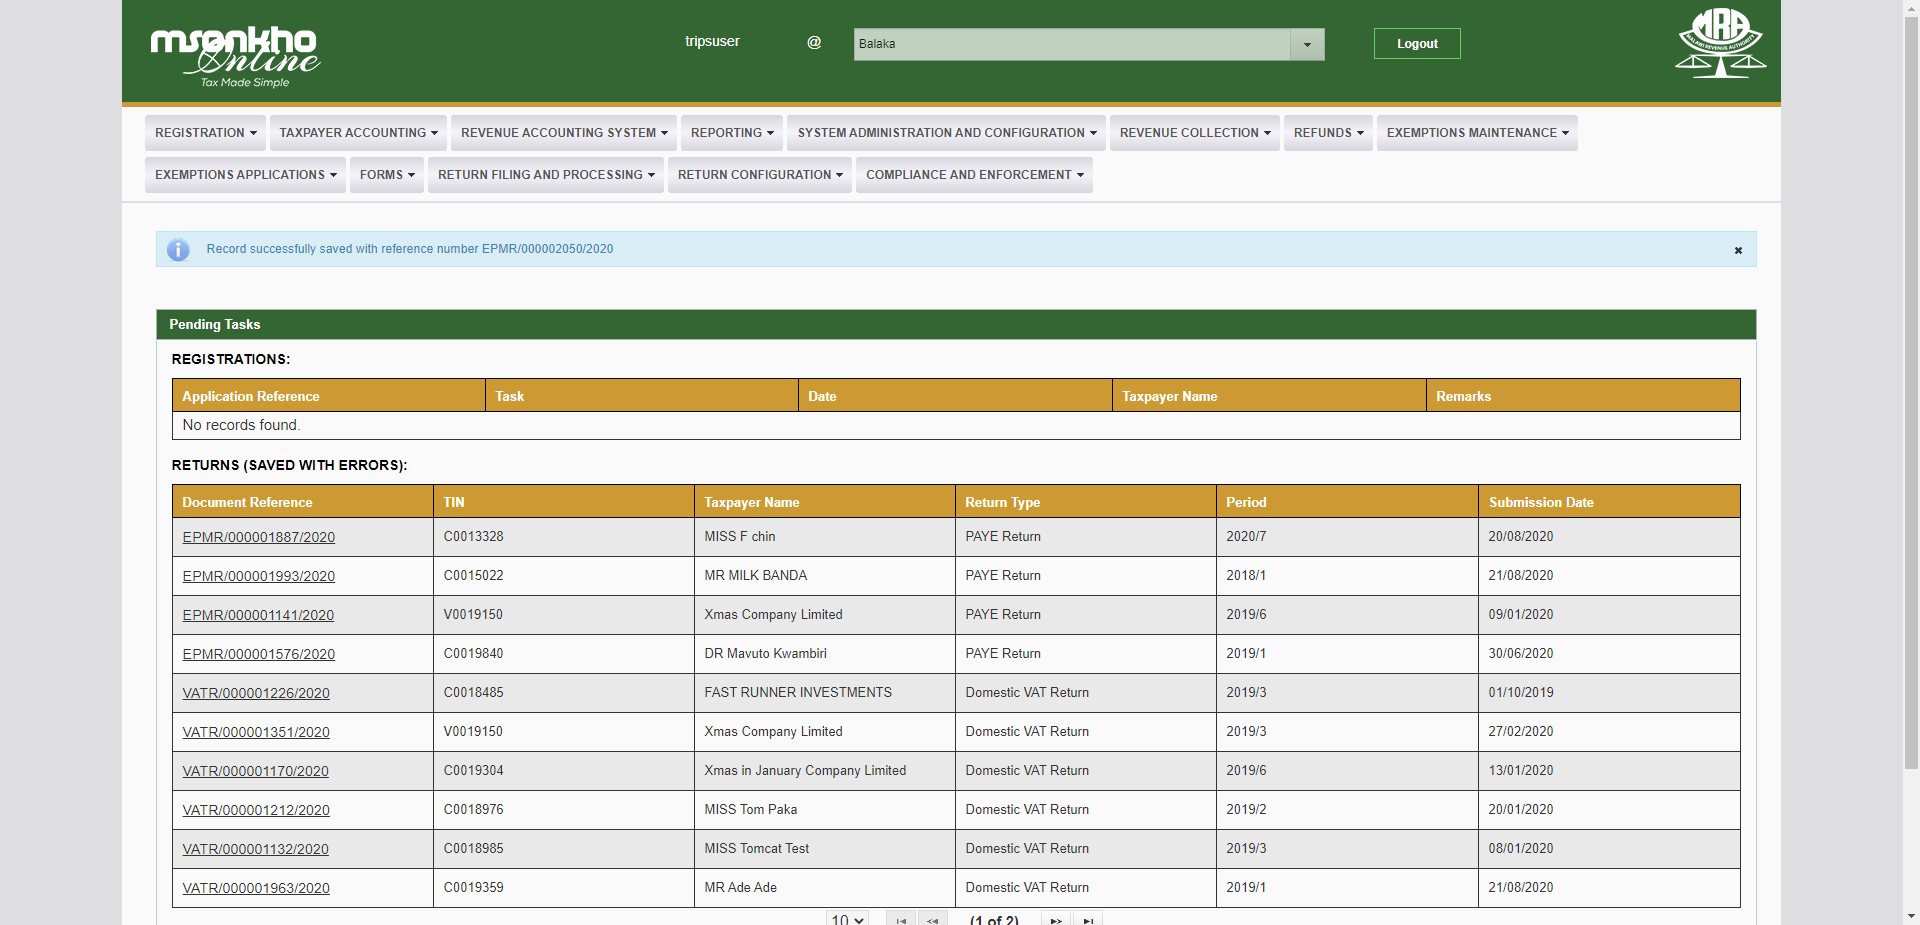 msonkho
Online
Tax Made Simple
tripsuser @ Balaka Logout
MRA
MALAWI REVENUE AUTHORITY
REGISTRATION TAXPAYER ACCOUNTING REVENUE ACCOUNTING SYSTEM REPORTING SYSTEM ADMINISTRATION AND CONFIGURATION REVENUE COLLECTION REFUNDS EXEMPTIONS MAINTENANCE
EXEMPTIONS APPLICATIONS FORMS RETURN FILING AND PROCESSING RETURN CONFIGURATION COMPLIANCE AND ENFORCEMENT
Record successfully saved with reference number EPMR/000002050/2020
Pending Tasks
REGISTRATIONS:
Application Reference Task Date Taxpayer Name Remarks
No records found.
RETURNS (SAVED WITH ERRORS):
Document Reference TIN Taxpayer Name Return Type Period Submission Date
EPMR/000001887/2020 C0013328 MISS F chin PAYE Return 2020/7 20/08/2020
EPMR/000001993/2020 C0015022 MR MILK BANDA PAYE Return 2018/1 21/08/2020
EPMR/000001141/2020 V0019150 Xmas Company Limited PAYE Return 2019/6 09/01/2020
EPMR/000001576/2020 C0019840 DR Mavuto Kwambiri PAYE Return 2019/1 30/06/2020
VATR/000001226/2020 C0018485 FAST RUNNER INVESTMENTS Domestic VAT Return 2019/3 01/10/2019
VATR/000001351/2020 V0019150 Xmas Company Limited Domestic VAT Return 2019/3 27/02/2020
VATR/000001170/2020 C0019304 Xmas in January Company Limited Domestic VAT Return 2019/6 13/01/2020
VATR/000001212/2020 C0018976 MISS Tom Paka Domestic VAT Return 2019/2 20/01/2020
VATR/000001132/2020 C0018985 MISS Tomcat Test Domestic VAT Return 2019/3 08/01/2020
VATR/000001963/2020 C0019359 MR Ade Ade Domestic VAT Return 2019/1 21/08/2020
10 (1 of 2)